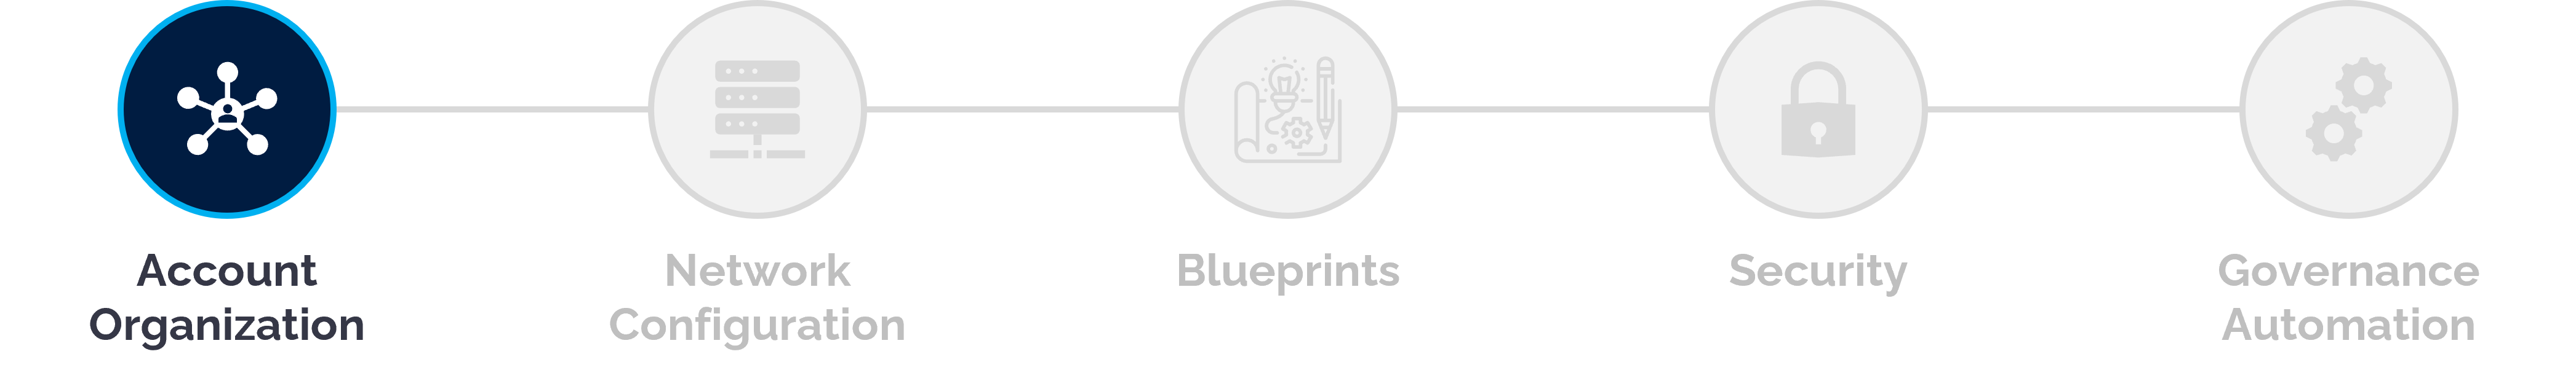 Account
Organization
Network
Configuration
Blueprints
Security
Governance
Automation